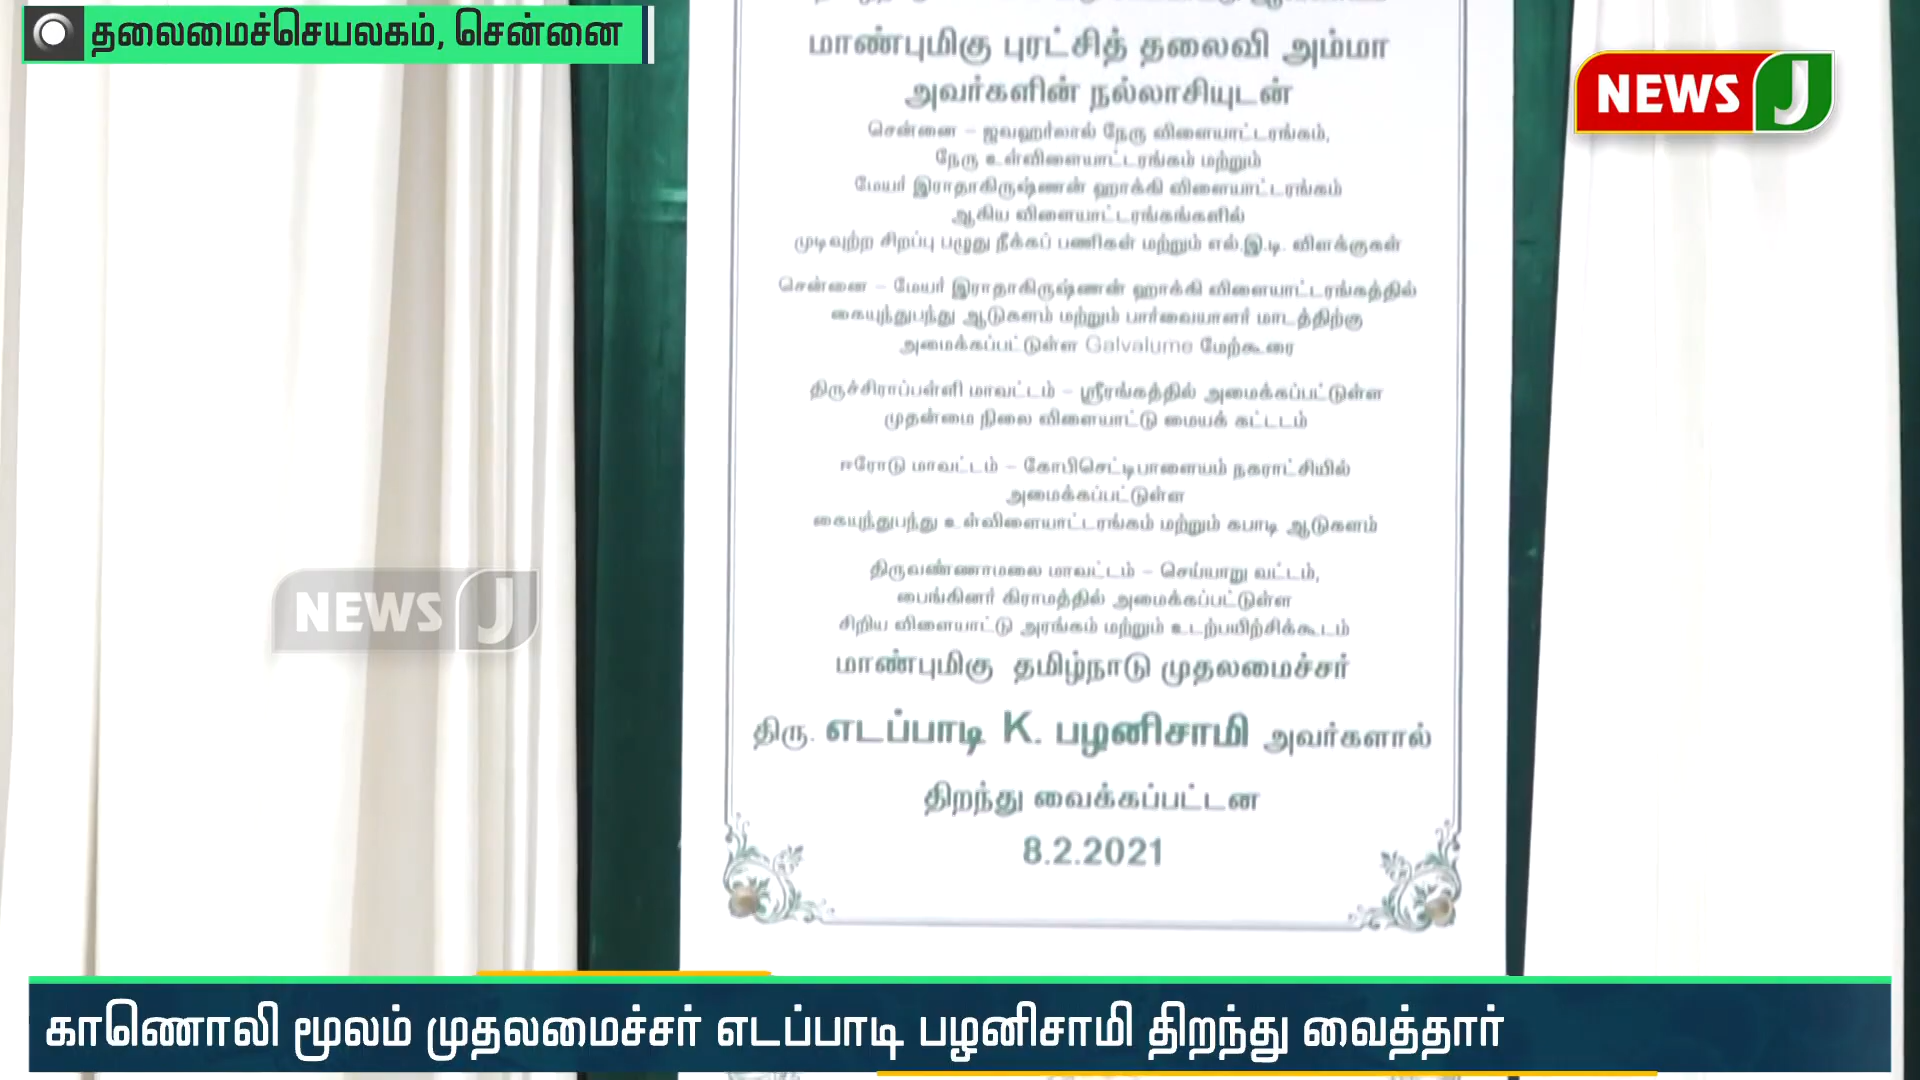 தலைமைச்செயலகம், சென்னை
NEWS J
மாண்புமிகு புரட்சித் தலைவி அம்மா
அவர்களின் நல்லாசியுடன்
சென்னை – ஜவஹர்லால் நேரு விளையாட்டரங்கம்,
நேரு உள்விளையாட்டரங்கம் மற்றும்
மேயர் இராதாகிருஷ்ணன் ஹாக்கி விளையாட்டரங்கம்
ஆகிய விளையாட்டரங்கங்களில்
முடிவுற்ற சிறப்பு பழுது நீக்கப் பணிகள் மற்றும் எல்.இ.டி. விளக்குகள்
சென்னை – மேயர் இராதாகிருஷ்ணன் ஹாக்கி விளையாட்டரங்கத்தில்
கையுந்துபந்து ஆடுகளம் மற்றும் பார்வையாளர் மாடத்திற்கு
அமைக்கப்பட்டுள்ள Galvalume மேற்கூரை
திருச்சிராப்பள்ளி மாவட்டம் – ஸ்ரீரங்கத்தில் அமைக்கப்பட்டுள்ள
முதன்மை நிலை விளையாட்டு மையக் கட்டடம்
ஈரோடு மாவட்டம் – கோபிசெட்டிபாளையம் நகராட்சியில்
அமைக்கப்பட்டுள்ள
கையுந்துபந்து உள்விளையாட்டரங்கம் மற்றும் கபாடி ஆடுகளம்
திருவண்ணாமலை மாவட்டம் – செய்யாறு வட்டம்,
பைங்கினர் கிராமத்தில் அமைக்கப்பட்டுள்ள
சிறிய விளையாட்டு அரங்கம் மற்றும் உடற்பயிற்சிக்கூடம்
மாண்புமிகு தமிழ்நாடு முதலமைச்சர்
திரு. எடப்பாடி K. பழனிசாமி அவர்களால்
திறந்து வைக்கப்பட்டன
8.2.2021
NEWS J
காணொலி மூலம் முதலமைச்சர் எடப்பாடி பழனிசாமி திறந்து வைத்தார்